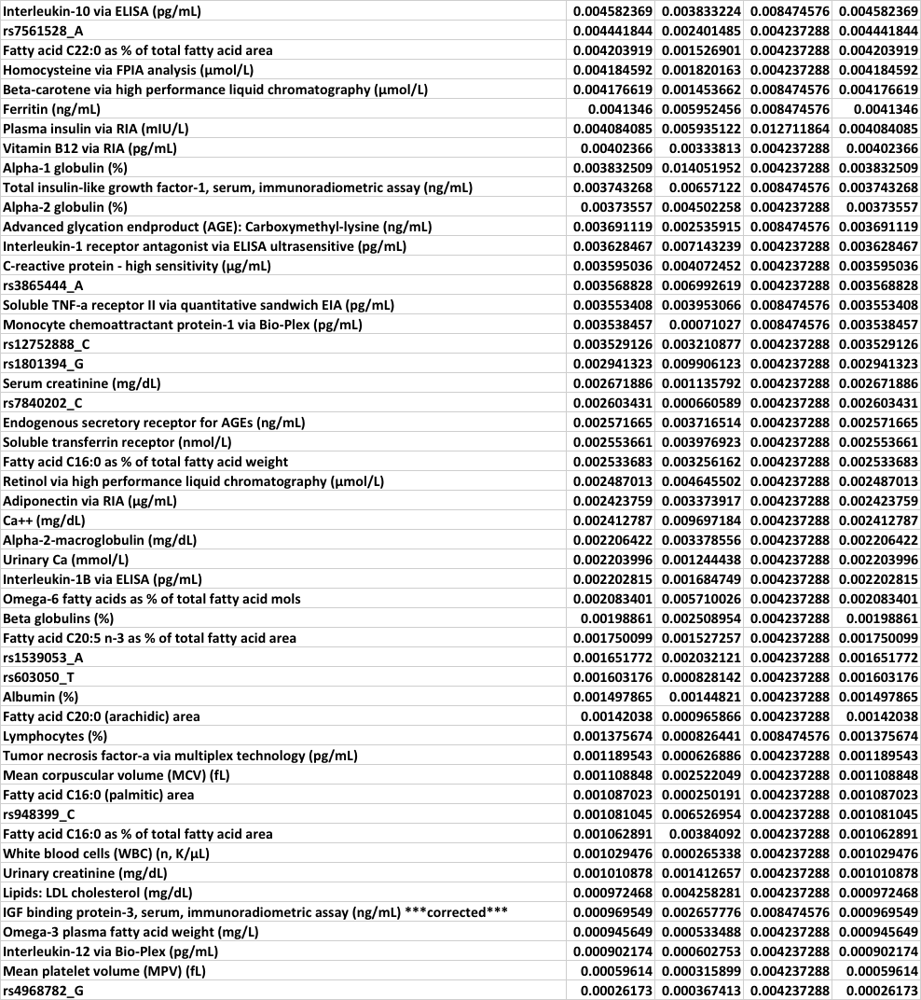 Interleukin-10 via ELISA (pg/mL) 0.004582369 0.003833224 0.008474576 0.004582369
rs7561528_A 0.004441844 0.002401485 0.004237288 0.004441844
Fatty acid C22:0 as % of total fatty acid area 0.004203919 0.001526901 0.004237288 0.004203919
Homocysteine via FPIA analysis (µmol/L) 0.004184592 0.001820163 0.004237288 0.004184592
Beta-carotene via high performance liquid chromatography (µmol/L) 0.004176619 0.001453662 0.008474576 0.004176619
Ferritin (ng/mL) 0.0041346 0.005952456 0.008474576 0.0041346
Plasma insulin via RIA (mIU/L) 0.004084085 0.005935122 0.012711864 0.004084085
Vitamin B12 via RIA (pg/mL) 0.00402366 0.00333813 0.004237288 0.00402366
Alpha-1 globulin (%) 0.003832509 0.014051952 0.004237288 0.003832509
Total insulin-like growth factor-1, serum, immunoradiometric assay (ng/mL) 0.003743268 0.00657122 0.008474576 0.003743268
Alpha-2 globulin (%) 0.00373557 0.004502258 0.004237288 0.00373557
Advanced glycation endproduct (AGE): Carboxymethyl-lysine (ng/mL) 0.003691119 0.002535915 0.008474576 0.003691119
Interleukin-1 receptor antagonist via ELISA ultrasensitive (pg/mL) 0.003628467 0.007143239 0.004237288 0.003628467
C-reactive protein - high sensitivity (µg/mL) 0.003595036 0.004072452 0.004237288 0.003595036
rs3865444_A 0.003568828 0.006992619 0.004237288 0.003568828
Soluble TNF-a receptor II via quantitative sandwich EIA (pg/mL) 0.003553408 0.003953066 0.008474576 0.003553408
Monocyte chemoattractant protein-1 via Bio-Plex (pg/mL) 0.003538457 0.00071027 0.008474576 0.003538457
rs12752888_C 0.003529126 0.003210877 0.004237288 0.003529126
rs1801394_G 0.002941323 0.009906123 0.004237288 0.002941323
Serum creatinine (mg/dL) 0.002671886 0.001135792 0.004237288 0.002671886
rs7840202_C 0.002603431 0.000660589 0.004237288 0.002603431
Endogenous secretory receptor for AGEs (ng/mL) 0.002571665 0.003716514 0.004237288 0.002571665
Soluble transferrin receptor (nmol/L) 0.002553661 0.003976923 0.004237288 0.002553661
Fatty acid C16:0 as % of total fatty acid weight 0.002533683 0.003256162 0.004237288 0.002533683
Retinol via high performance liquid chromatography (µmol/L) 0.002487013 0.004645502 0.004237288 0.002487013
Adiponectin via RIA (µg/mL) 0.002423759 0.003373917 0.004237288 0.002423759
Ca++ (mg/dL) 0.002412787 0.009697184 0.004237288 0.002412787
Alpha-2-macroglobulin (mg/dL) 0.002206422 0.003378556 0.004237288 0.002206422
Urinary Ca (mmol/L) 0.002203996 0.001244438 0.004237288 0.002203996
Interleukin-1B via ELISA (pg/mL) 0.002202815 0.001684749 0.004237288 0.002202815
Omega-6 fatty acids as % of total fatty acid mols 0.002083401 0.005710026 0.004237288 0.002083401
Beta globulins (%) 0.00198861 0.002508954 0.004237288 0.00198861
Fatty acid C20:5 n-3 as % of total fatty acid area 0.001750099 0.001527257 0.004237288 0.001750099
rs1539053_A 0.001651772 0.002032121 0.004237288 0.001651772
rs603050_T 0.001603176 0.000828142 0.004237288 0.001603176
Albumin (%) 0.001497865 0.00144821 0.004237288 0.001497865
Fatty acid C20:0 (arachidic) area 0.00142038 0.000965866 0.004237288 0.00142038
Lymphocytes (%) 0.001375674 0.000826441 0.008474576 0.001375674
Tumor necrosis factor-a via multiplex technology (pg/mL) 0.001189543 0.000626886 0.004237288 0.001189543
Mean corpuscular volume (MCV) (fL) 0.001108848 0.002522049 0.004237288 0.001108848
Fatty acid C16:0 (palmitic) area 0.001087023 0.000250191 0.004237288 0.001087023
rs948399_C 0.001081045 0.006526954 0.004237288 0.001081045
Fatty acid C16:0 as % of total fatty acid area 0.001062891 0.00384092 0.004237288 0.001062891
White blood cells (WBC) (n, K/µL) 0.001029476 0.000265338 0.004237288 0.001029476
Urinary creatinine (mg/dL) 0.001010878 0.001412657 0.004237288 0.001010878
Lipids: LDL cholesterol (mg/dL) 0.000972468 0.004258281 0.004237288 0.000972468
IGF binding protein-3, serum, immunoradiometric assay (ng/mL) ***corrected*** 0.000969549 0.002657776 0.008474576 0.000969549
Omega-3 plasma fatty acid weight (mg/L) 0.000945649 0.000533488 0.004237288 0.000945649
Interleukin-12 via Bio-Plex (pg/mL) 0.000902174 0.000602753 0.004237288 0.000902174
Mean platelet volume (MPV) (fL) 0.00059614 0.000315899 0.004237288 0.00059614
rs4968782_G 0.00026173 0.000367413 0.004237288 0.00026173